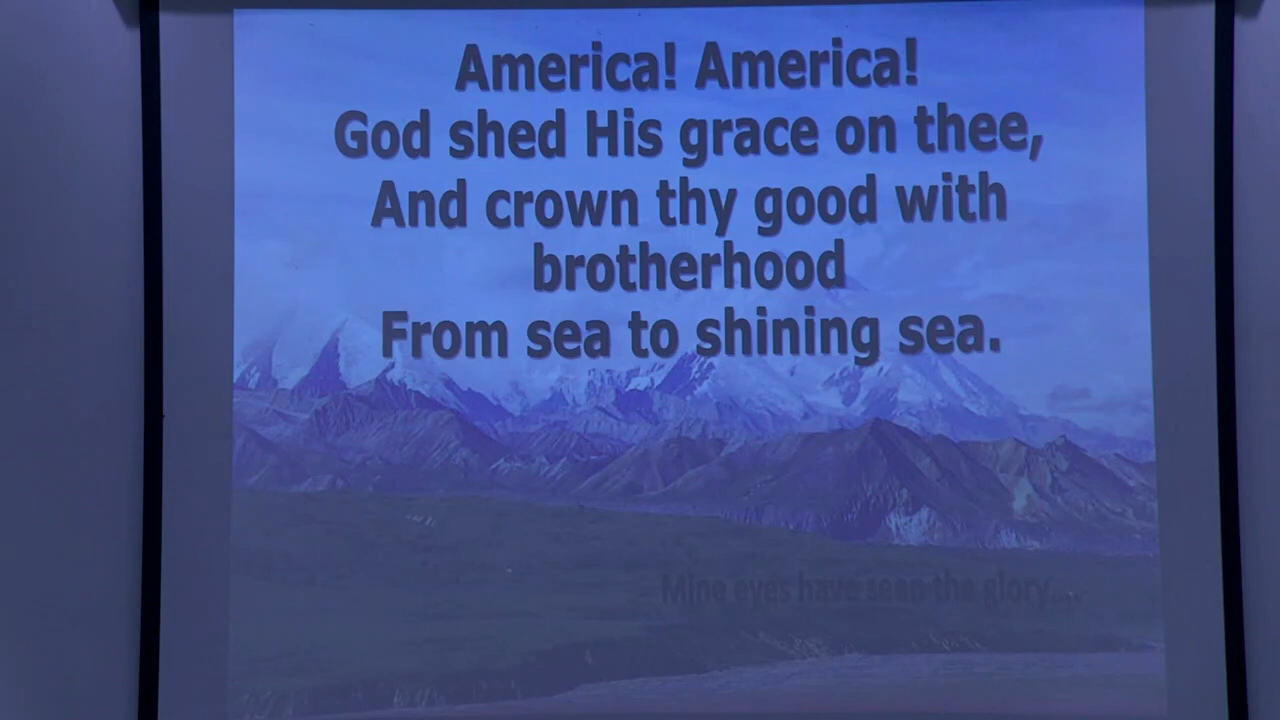 America! America!
God shed His grace on thee,
And crown thy good with
brotherhood
From sea to shining sea.
Mine eyes have seen the glory...